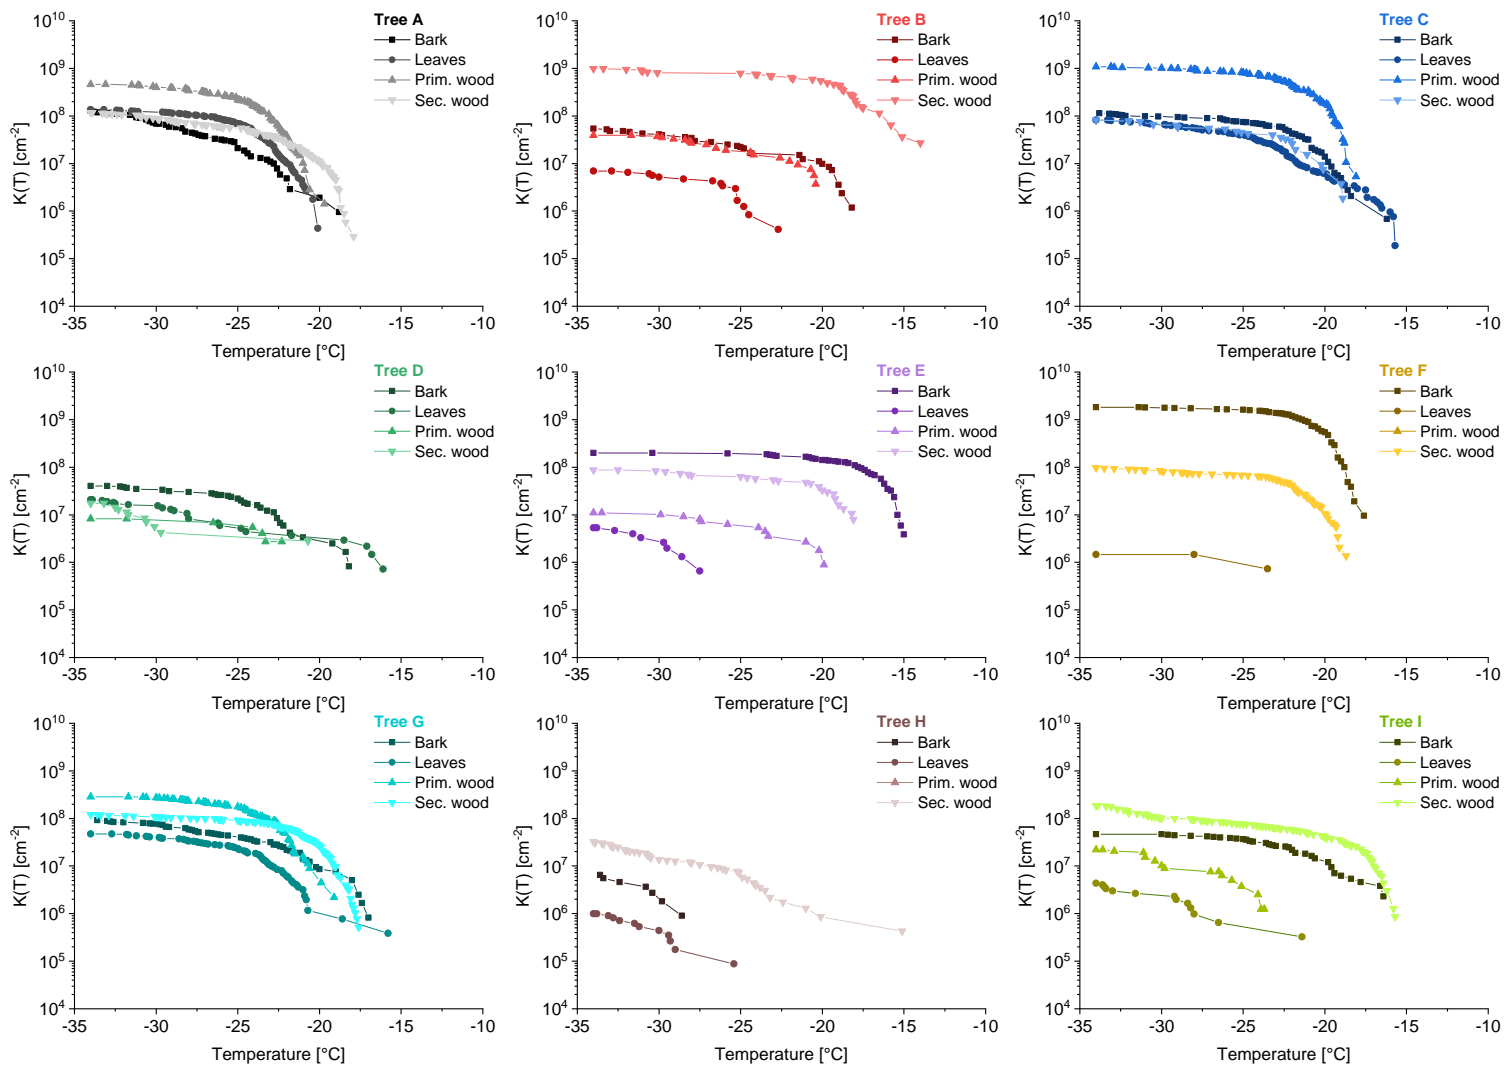 Tree A
Bark
Leaves
Prim. wood
Sec. wood
10^10
10^9
10^8
10^7
10^6
10^5
10^4
K(T) [cm^-2]
-35 -30 -25 -20 -15 -10
Temperature [°C]
Tree B
Bark
Leaves
Prim. wood
Sec. wood
10^10
10^9
10^8
10^7
10^6
10^5
10^4
K(T) [cm^-2]
-35 -30 -25 -20 -15 -10
Temperature [°C]
Tree C
Bark
Leaves
Prim. wood
Sec. wood
10^10
10^9
10^8
10^7
10^6
10^5
10^4
K(T) [cm^-2]
-35 -30 -25 -20 -15 -10
Temperature [°C]
Tree D
Bark
Leaves
Prim. wood
Sec. wood
10^10
10^9
10^8
10^7
10^6
10^5
10^4
K(T) [cm^-2]
-35 -30 -25 -20 -15 -10
Temperature [°C]
Tree E
Bark
Leaves
Prim. wood
Sec. wood
10^10
10^9
10^8
10^7
10^6
10^5
10^4
K(T) [cm^-2]
-35 -30 -25 -20 -15 -10
Temperature [°C]
Tree F
Bark
Leaves
Prim. wood
Sec. wood
10^10
10^9
10^8
10^7
10^6
10^5
10^4
K(T) [cm^-2]
-35 -30 -25 -20 -15 -10
Temperature [°C]
Tree G
Bark
Leaves
Prim. wood
Sec. wood
10^10
10^9
10^8
10^7
10^6
10^5
10^4
K(T) [cm^-2]
-35 -30 -25 -20 -15 -10
Temperature [°C]
Tree H
Bark
Leaves
Prim. wood
Sec. wood
10^10
10^9
10^8
10^7
10^6
10^5
10^4
K(T) [cm^-2]
-35 -30 -25 -20 -15 -10
Temperature [°C]
Tree I
Bark
Leaves
Prim. wood
Sec. wood
10^10
10^9
10^8
10^7
10^6
10^5
10^4
K(T) [cm^-2]
-35 -30 -25 -20 -15 -10
Temperature [°C]